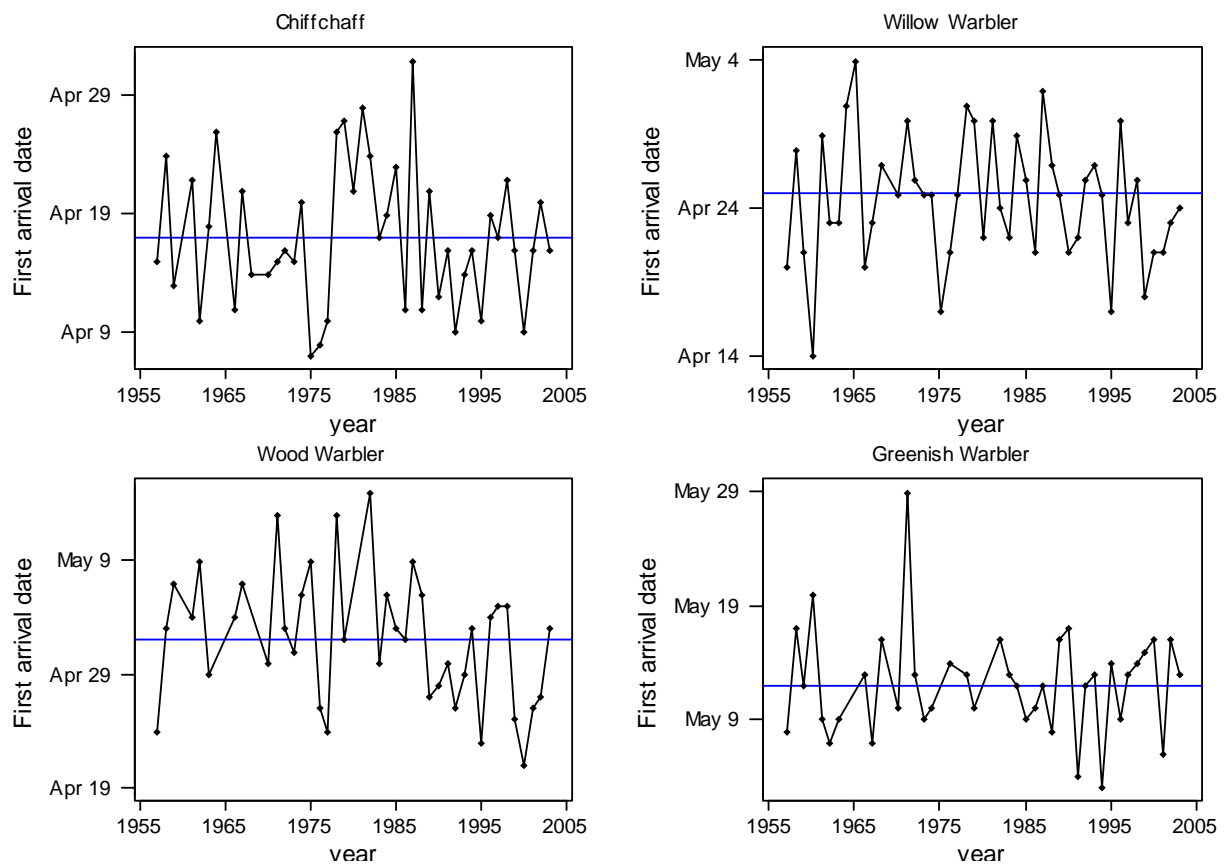 Chiffchaff
First arrival date
Apr 29
Apr 19
Apr 9
1955 1965 1975 1985 1995 2005
year
Willow Warbler
First arrival date
May 4
Apr 24
Apr 14
1955 1965 1975 1985 1995 2005
year
Wood Warbler
First arrival date
May 9
Apr 29
Apr 19
1955 1965 1975 1985 1995 2005
year
Greenish Warbler
First arrival date
May 29
May 19
May 9
1955 1965 1975 1985 1995 2005
year